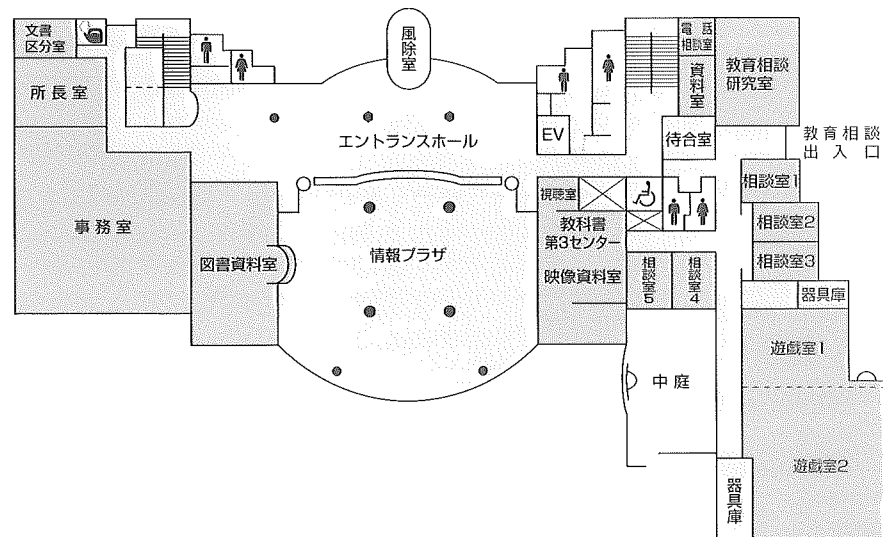 文書
区分室
所長室
事務室
図書資料室
風
除
室
エントランスホール
情報プラザ
EV
視聴室
教科書
第3センター
映像資料室
電話
相談室
資
料
室
教育相談
研究室
待合室
教育相談
出入口
相談室1
相談室2
相談室3
相
談
室
5
相
談
室
4
器具庫
遊戯室1
中庭
遊戯室2
器
具
庫